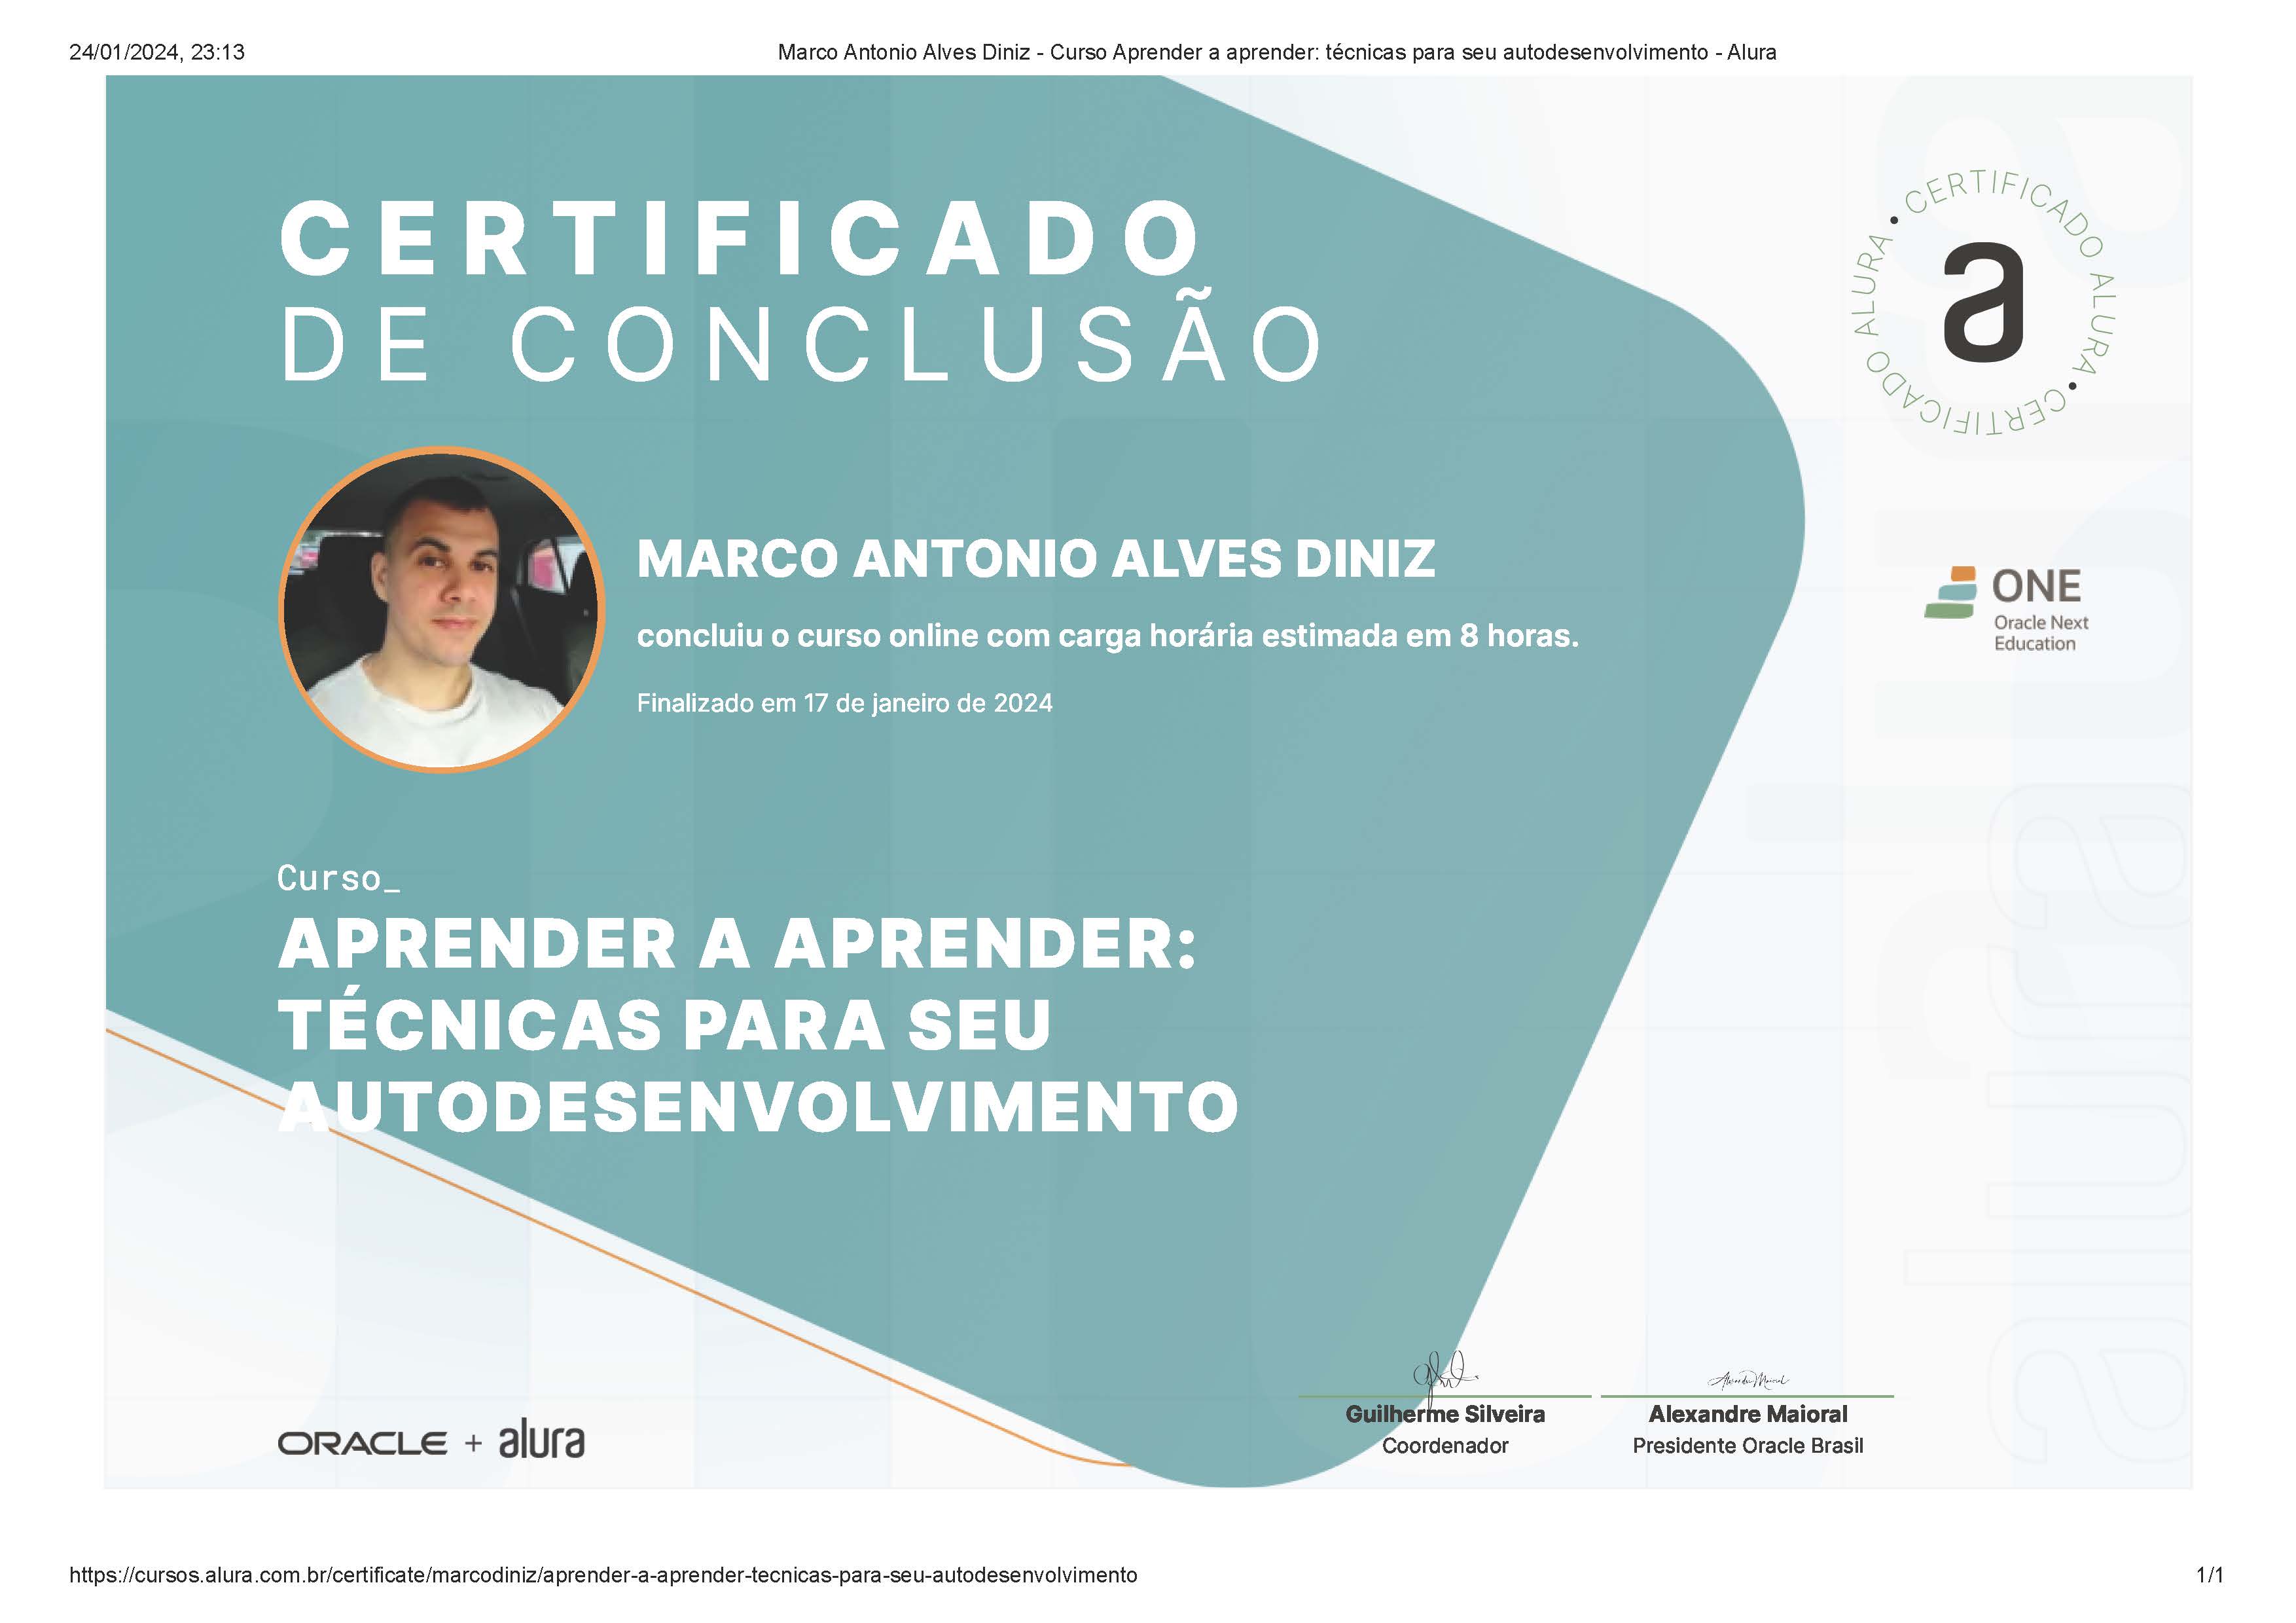 24/01/2024, 23:13
Marco Antonio Alves Diniz - Curso Aprender a aprender: técnicas para seu autodesenvolvimento - Alura
CERTIFICADO
DE CONCLUSÃO
• CERTIFICADO ALURA • CERTIFICADO ALURA
a
MARCO ANTONIO ALVES DINIZ
concluiu o curso online com carga horária estimada em 8 horas.
Finalizado em 17 de janeiro de 2024
ONE
Oracle Next
Education
Curso_
APRENDER A APRENDER:
TÉCNICAS PARA SEU
AUTODESENVOLVIMENTO
alura
Alexandre Maioral
Guilherme Silveira
Coordenador
Alexandre Maioral
Presidente Oracle Brasil
ORACLE + alura
https://cursos.alura.com.br/certificate/marcodiniz/aprender-a-aprender-tecnicas-para-seu-autodesenvolvimento
1/1